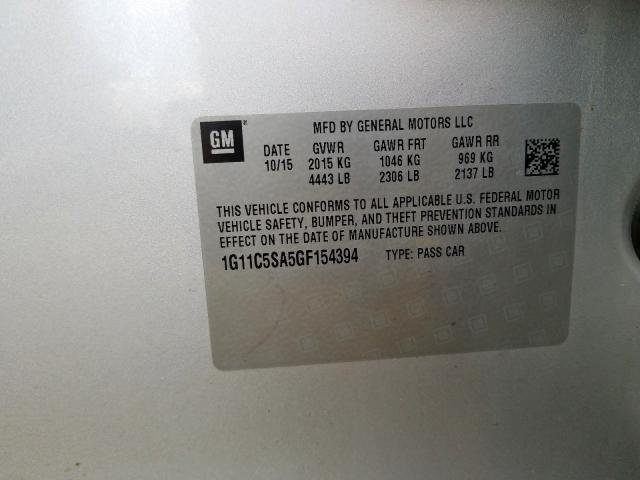 GM ® MFD BY GENERAL MOTORS LLC
DATE GVWR GAWR FRT GAWR RR
10/15 2015 KG 1046 KG 969 KG
4443 LB 2306 LB 2137 LB
THIS VEHICLE CONFORMS TO ALL APPLICABLE U.S. FEDERAL MOTOR
VEHICLE SAFETY, BUMPER, AND THEFT PREVENTION STANDARDS IN
EFFECT ON THE DATE OF MANUFACTURE SHOWN ABOVE.
1G11C5SA5GF154394 TYPE: PASS CAR